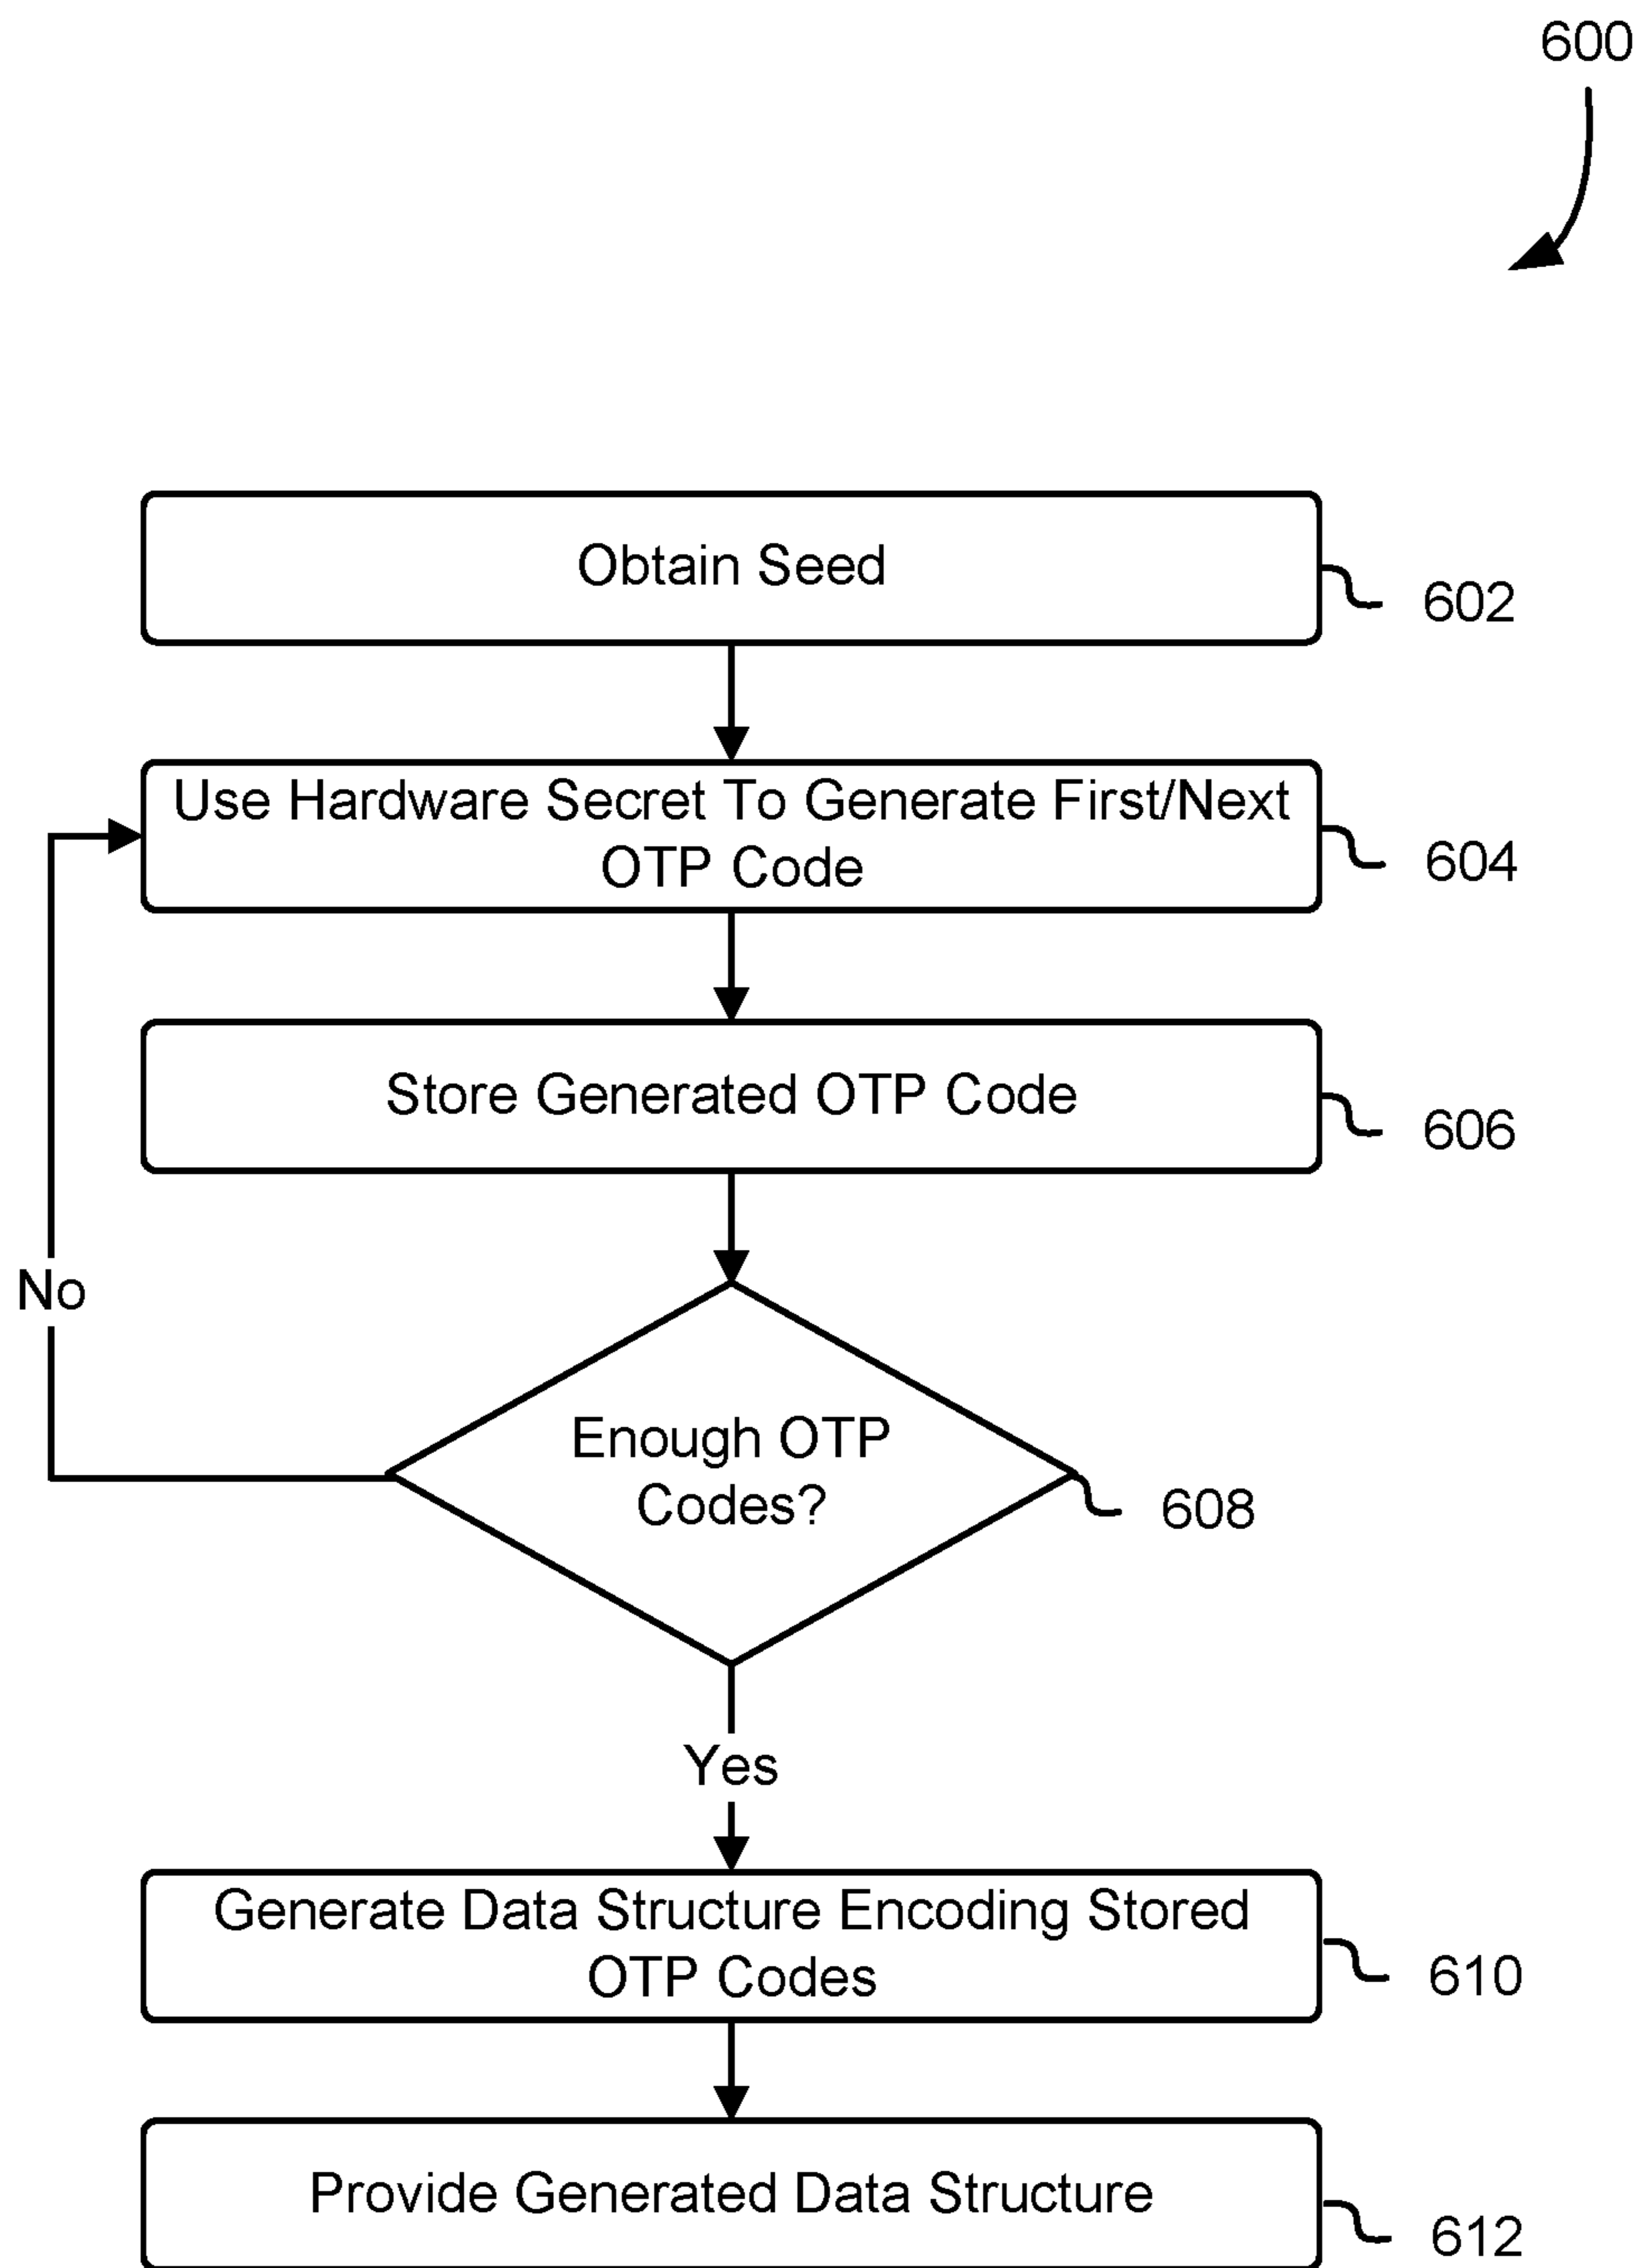 600
Obtain Seed
602
Use Hardware Secret To Generate First/Next
OTP Code
604
Store Generated OTP Code
606
No
Enough OTP
Codes?
608
Yes
Generate Data Structure Encoding Stored
OTP Codes
610
Provide Generated Data Structure
612